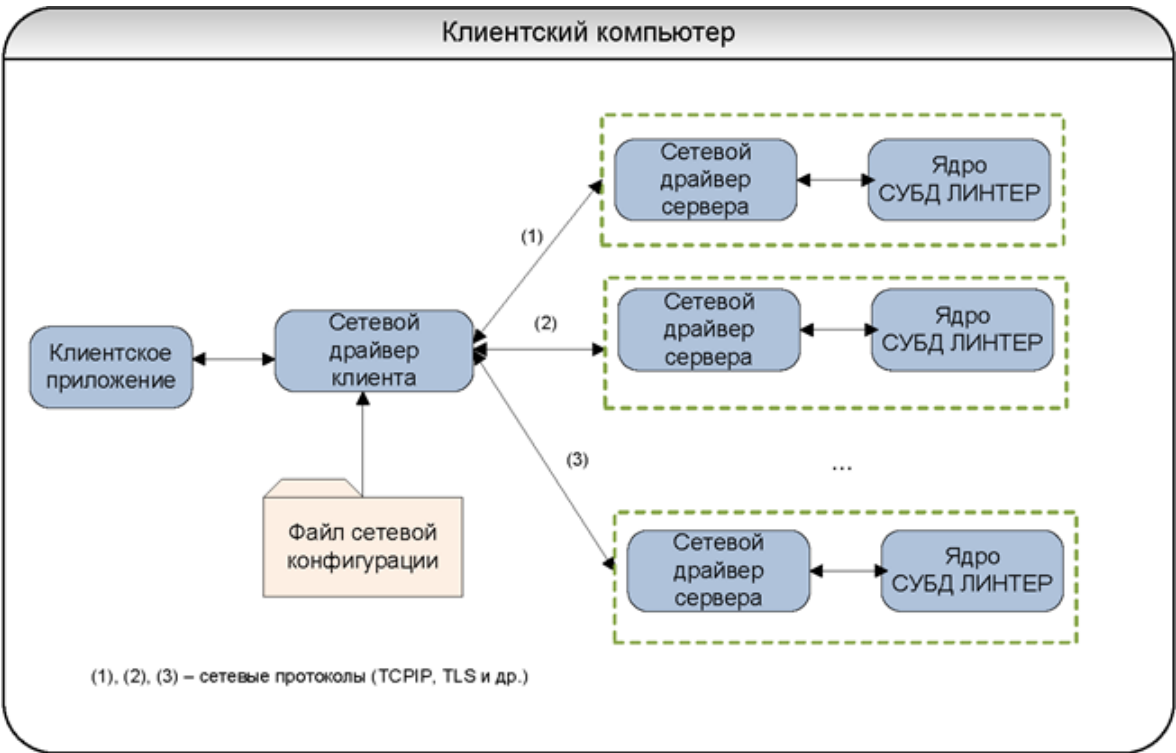 Клиентский компьютер
Сетевой
драйвер
сервера
Ядро
СУБД ЛИНТЕР
(1)
Сетевой
драйвер
сервера
Ядро
СУБД ЛИНТЕР
(2)
Клиентское
приложение
Сетевой
драйвер
клиента
(3)
...
Файл сетевой
конфигурации
Сетевой
драйвер
сервера
Ядро
СУБД ЛИНТЕР
(1), (2), (3) – сетевые протоколы (TCPIP, TLS и др.)